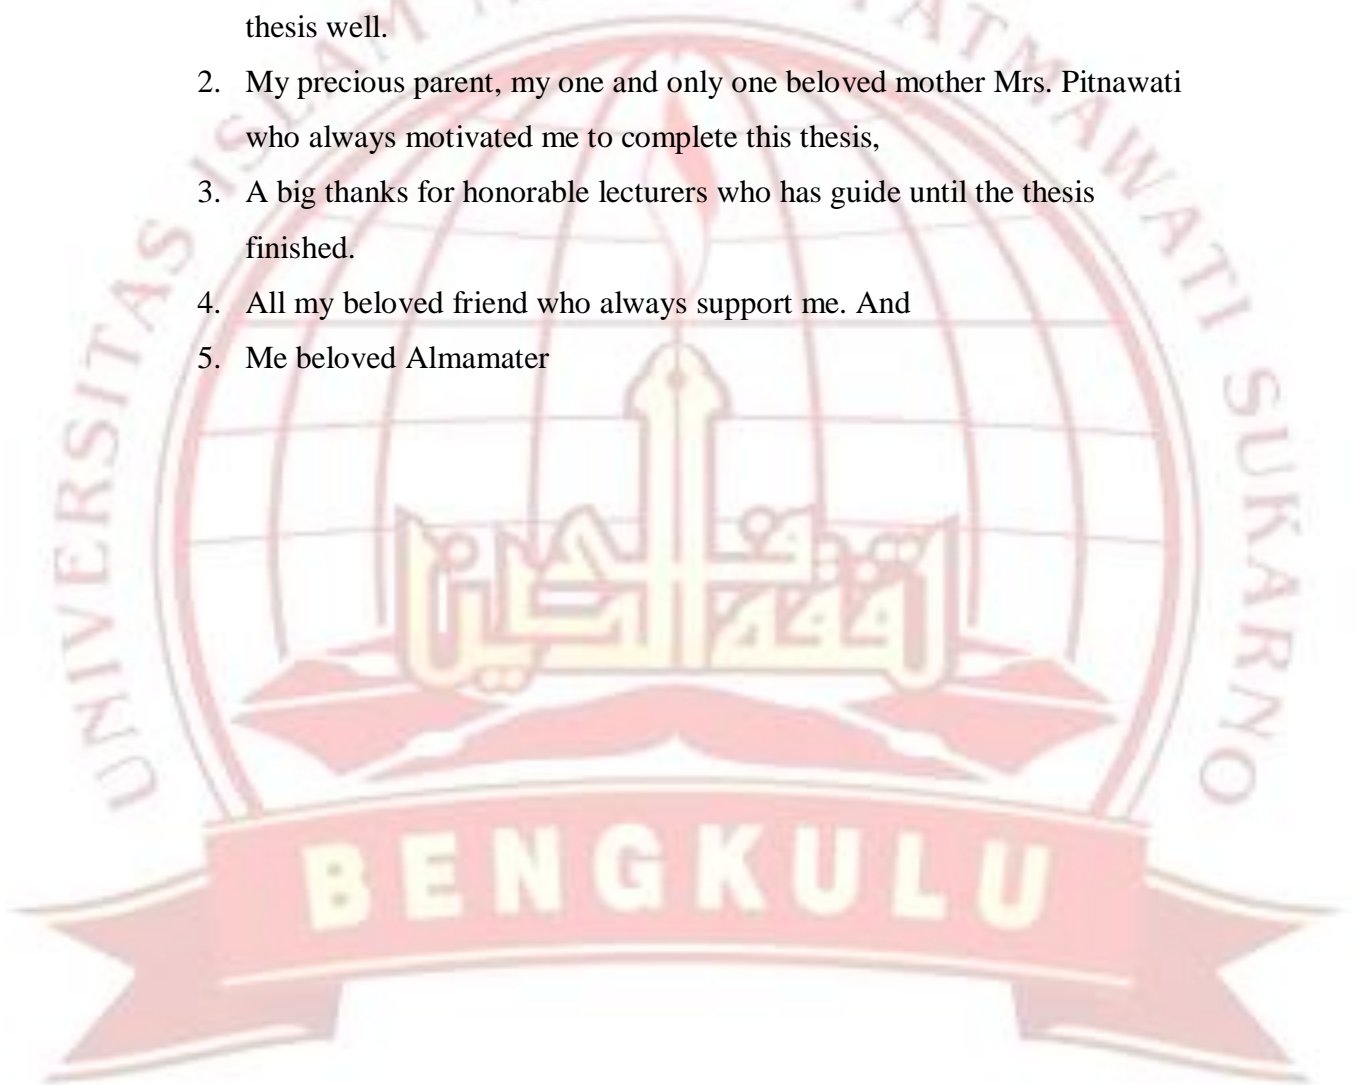 thesis well.
2. My precious parent, my one and only one beloved mother Mrs. Pitnawati
who always motivated me to complete this thesis,
3. A big thanks for honorable lecturers who has guide until the thesis
finished.
4. All my beloved friend who always support me. And
5. Me beloved Almamater
UNIVERSITAS ISLAM ATMAWATI SUKARNO
BENGKULU